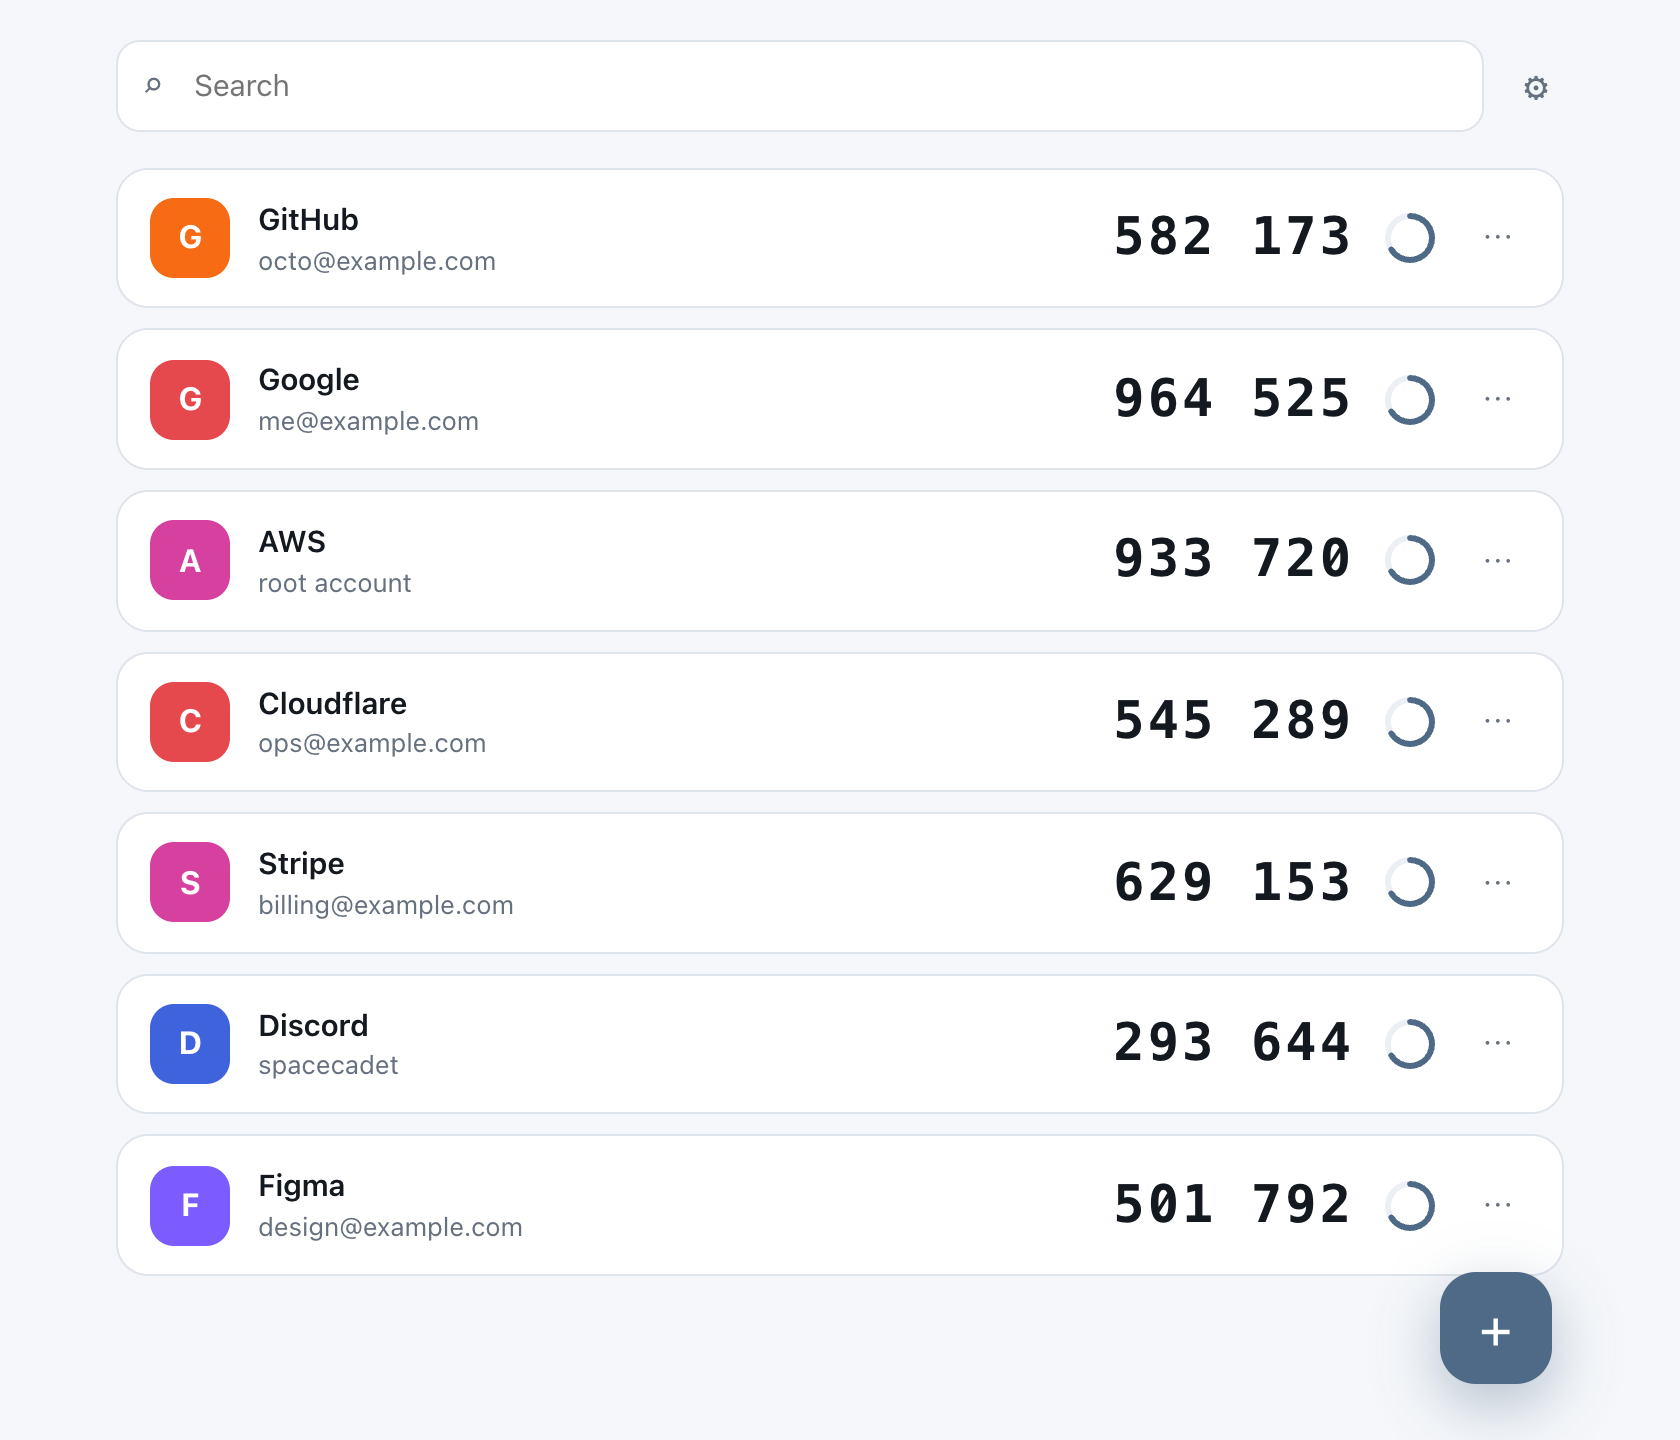 Search
G
GitHub
octo@example.com
582 173
G
Google
me@example.com
964 525
A
AWS
root account
933 720
C
Cloudflare
ops@example.com
545 289
S
Stripe
billing@example.com
629 153
D
Discord
spacecadet
293 644
F
Figma
design@example.com
501 792
+